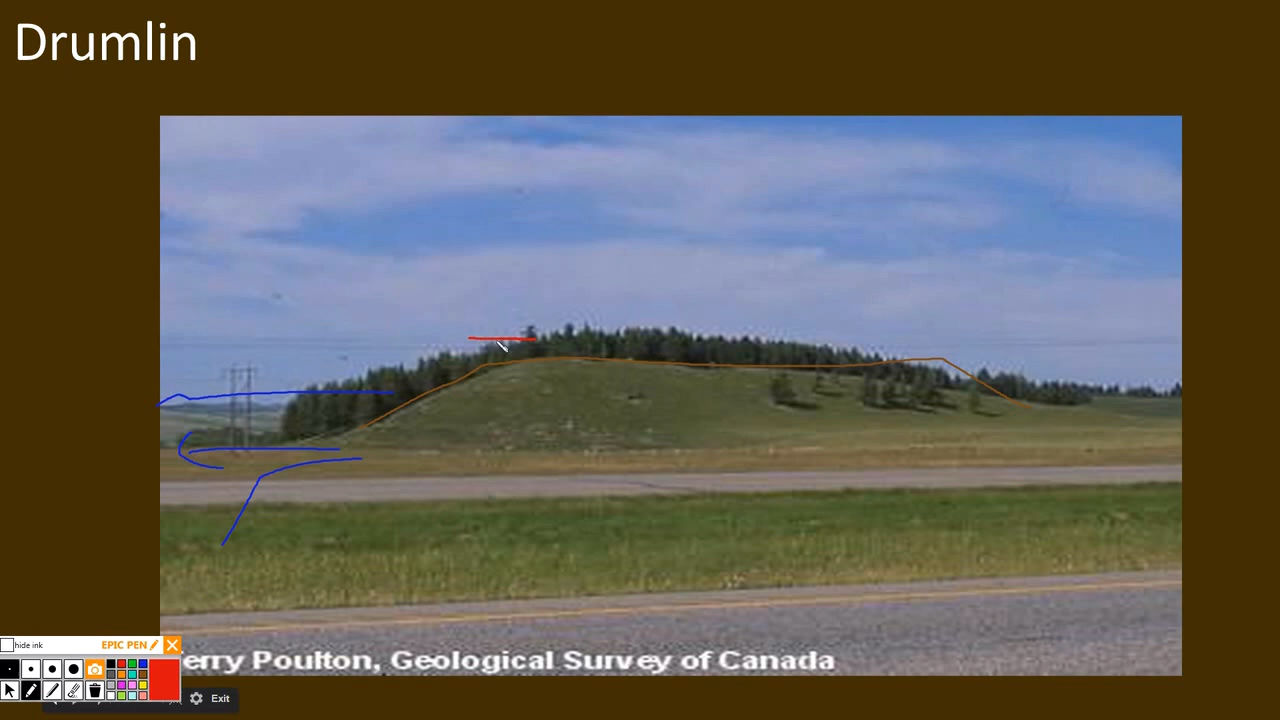 Drumlin
erry Poulton, Geological Survey of Canada
hide ink
EPIC PEN
Exit